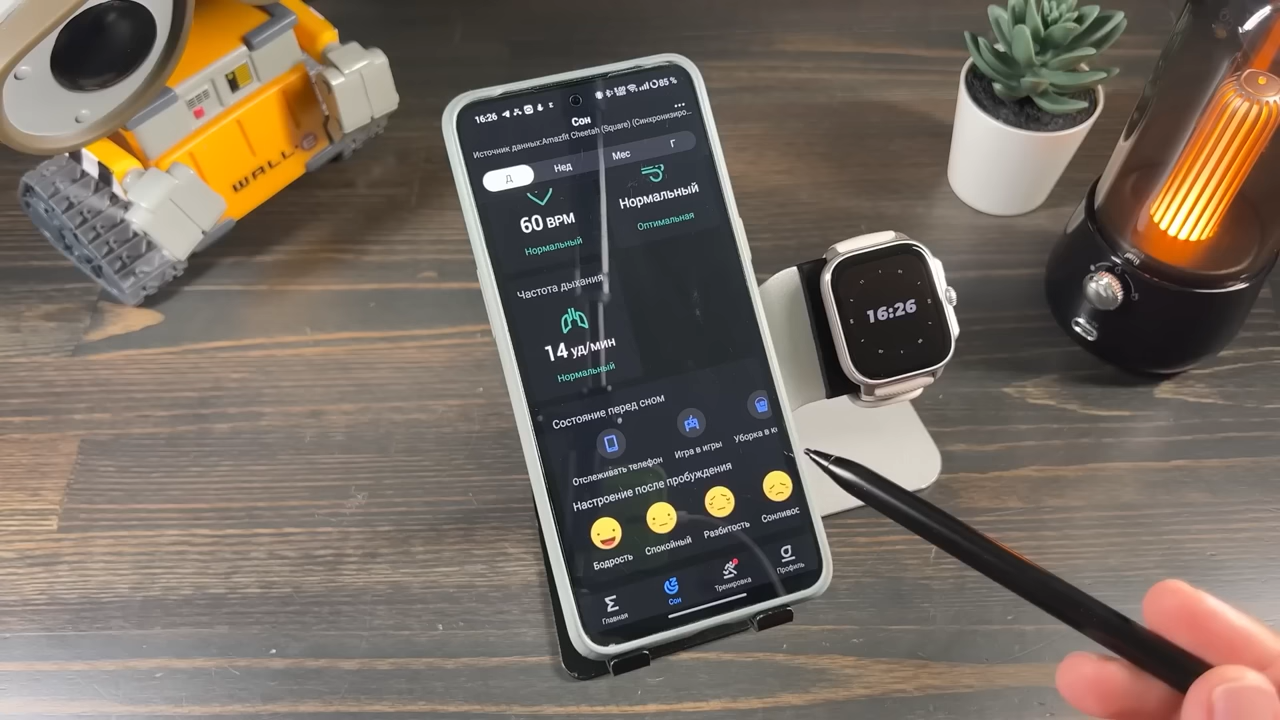 WALL·E
16:26
85 %
Сон
Источник данных:Amazfit Cheetah (Square) (Синхронизиро...
Д Нед Мес Г
60 BPM
Нормальный
Нормальный
Оптимальная
Частота дыхания
14 уд/мин
Нормальный
Состояние перед сном
Отслеживать телефон Игра в игры Уборка в к
Настроение после пробуждения
Бодрость Спокойный Разбитость Сонливос
Главная Сон Тренировка Профиль
16:26